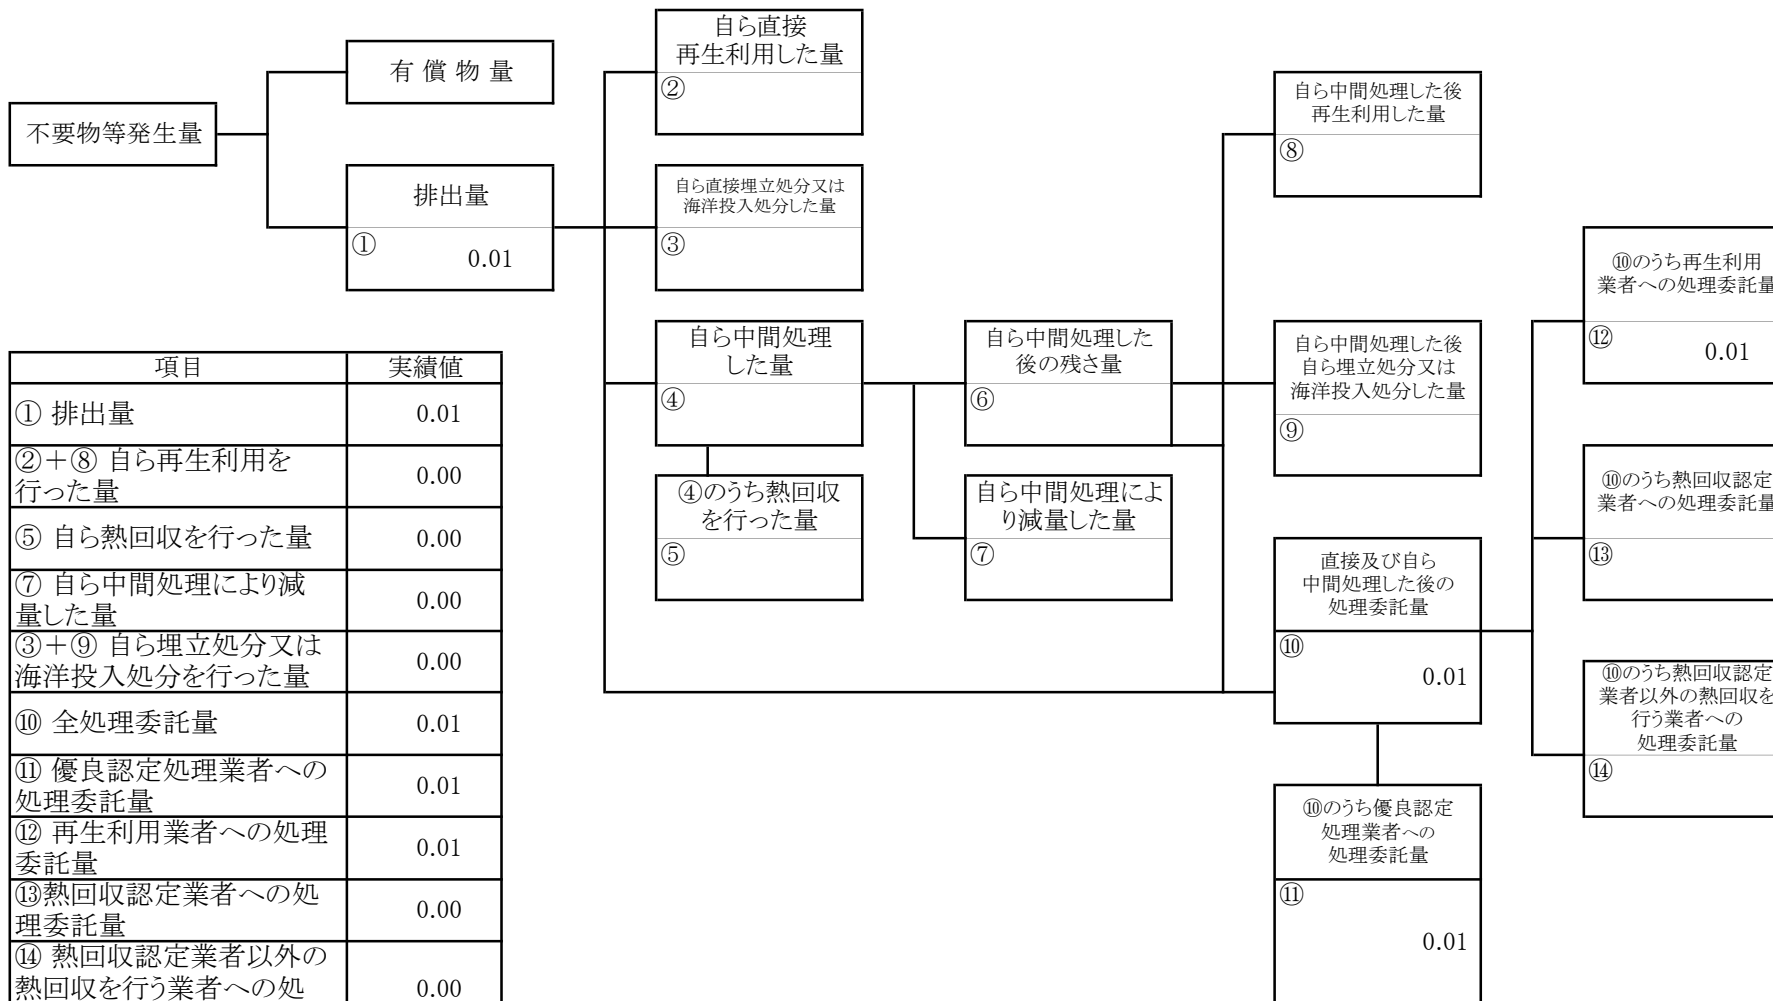 不要物等発生量
有償物量
排出量
①
0.01
自ら直接
再生利用した量
②
自ら直接埋立処分又は
海洋投入処分した量
③
自ら中間処理
した量
④
④のうち熱回収
を行った量
⑤
自ら中間処理した
後の残さ量
⑥
自ら中間処理によ
り減量した量
⑦
自ら中間処理した後
再生利用した量
⑧
自ら中間処理した後
自ら埋立処分又は
海洋投入処分した量
⑨
直接及び自ら
中間処理した後の
処理委託量
⑩
0.01
⑩のうち優良認定
処理業者への
処理委託量
⑪
0.01
⑩のうち再生利用
業者への処理委託量
⑫
0.01
⑩のうち熱回収認定
業者への処理委託量
⑬
⑩のうち熱回収認定
業者以外の熱回収を
行う業者への
処理委託量
⑭
項目 実績値
① 排出量 0.01
②＋⑧ 自ら再生利用を
行った量 0.00
⑤ 自ら熱回収を行った量 0.00
⑦ 自ら中間処理により減
量した量 0.00
③＋⑨ 自ら埋立処分又は
海洋投入処分を行った量 0.00
⑩ 全処理委託量 0.01
⑪ 優良認定処理業者への
処理委託量 0.01
⑫ 再生利用業者への処理
委託量 0.01
⑬熱回収認定業者への処
理委託量 0.00
⑭ 熱回収認定業者以外の
熱回収を行う業者への処 0.00